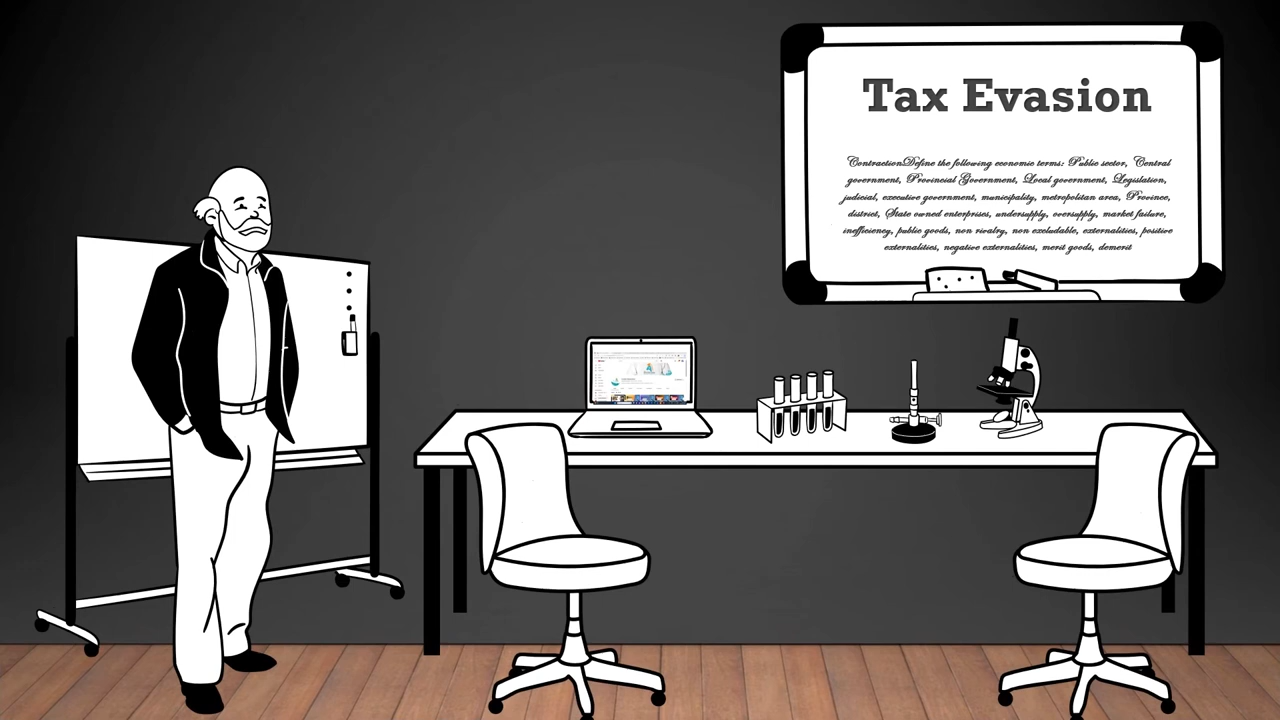 Tax Evasion
ContractionDefine the following economic terms: Public sector, Central
government, Provincial Government, Local government, Legislation,
judicial, executive government, municipality, metropolitan area, Province,
district, State owned enterprises, undersupply, oversupply, market failure,
inefficiency, public goods, non rivalry, non excludable, externalities, positive
externalities, negative externalities, merit goods, demerit